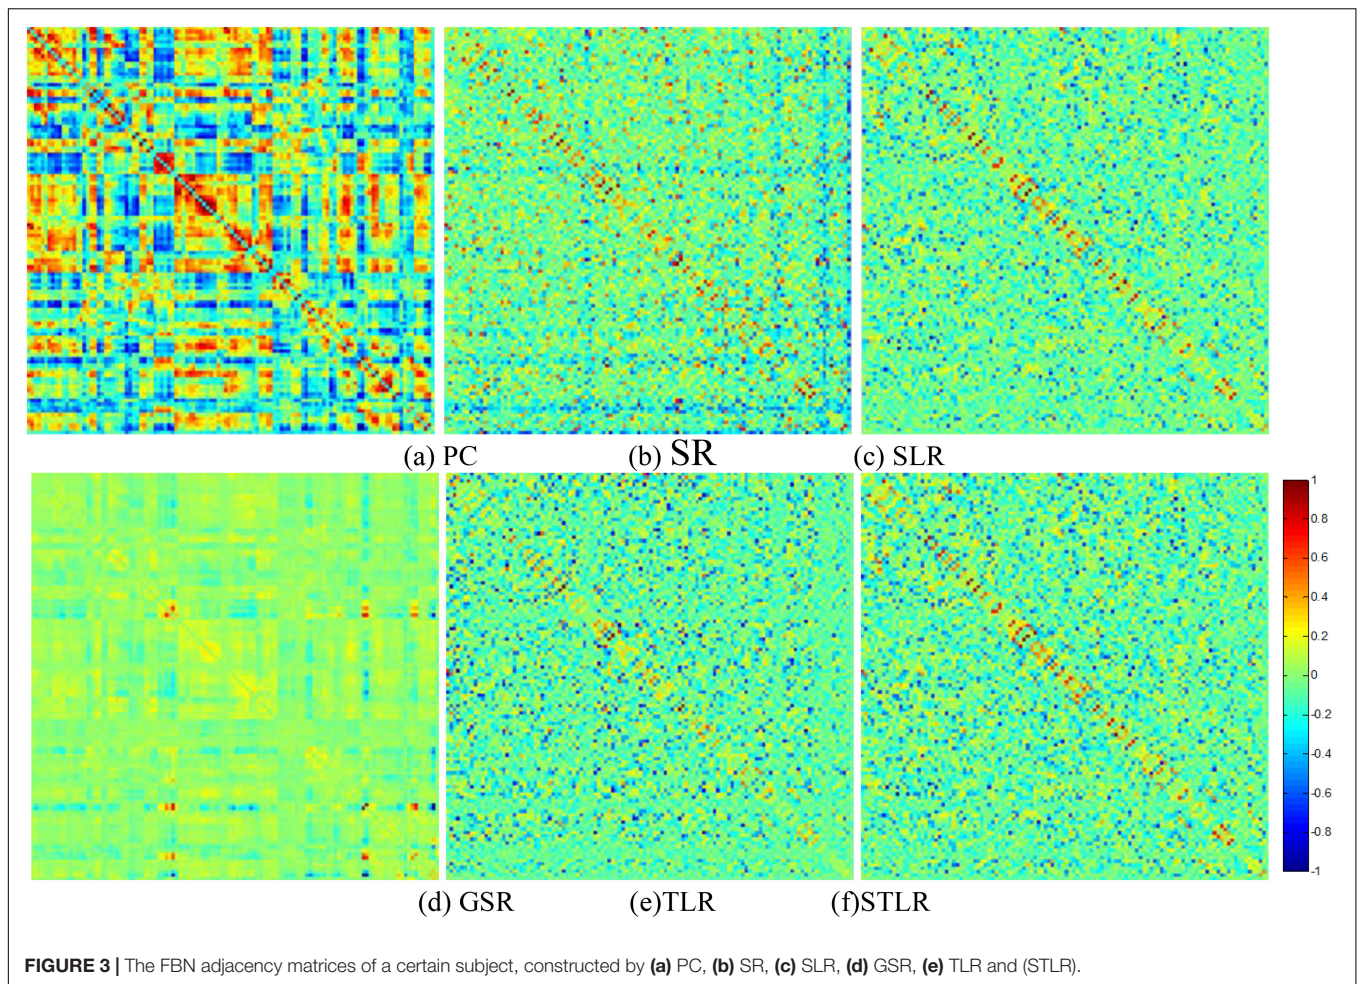 (a) PC
(b) SR
(c) SLR
1
0.8
0.6
0.4
0.2
0
-0.2
-0.4
-0.6
-0.8
-1
(d) GSR
(e)TLR
(f)STLR
FIGURE 3 | The FBN adjacency matrices of a certain subject, constructed by (a) PC, (b) SR, (c) SLR, (d) GSR, (e) TLR and (STLR).